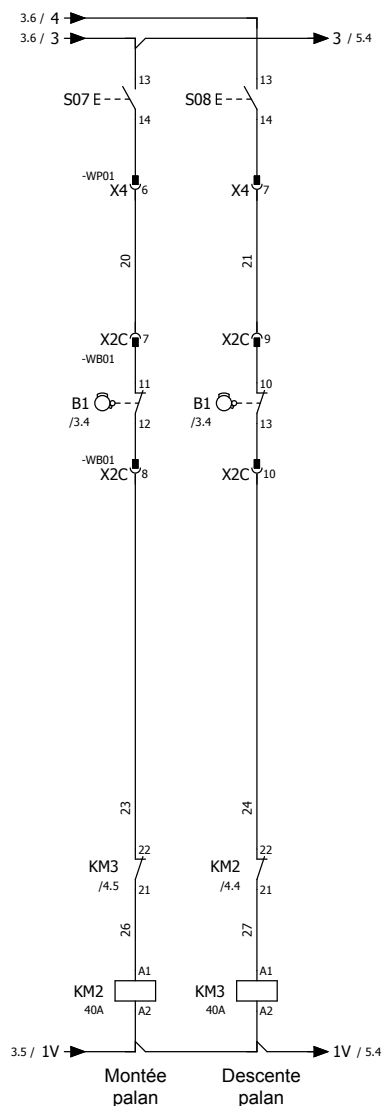 3.6 / 4
3.6 / 3 3 / 5.4
13 13
S07 E S08 E
14 14
-WP01
X4 6 X4 7
20 21
X2C 7 X2C 9
-WB01
11 10
B1 B1
/3.4 12 /3.4 13
-WB01
X2C 8 X2C 10
23 24
22 22
KM3 KM2
/4.5 21 /4.4 21
26 27
A1 A1
KM2 KM3
40A A2 40A A2
3.5 / 1V 1V / 5.4
Montée Descente
palan palan